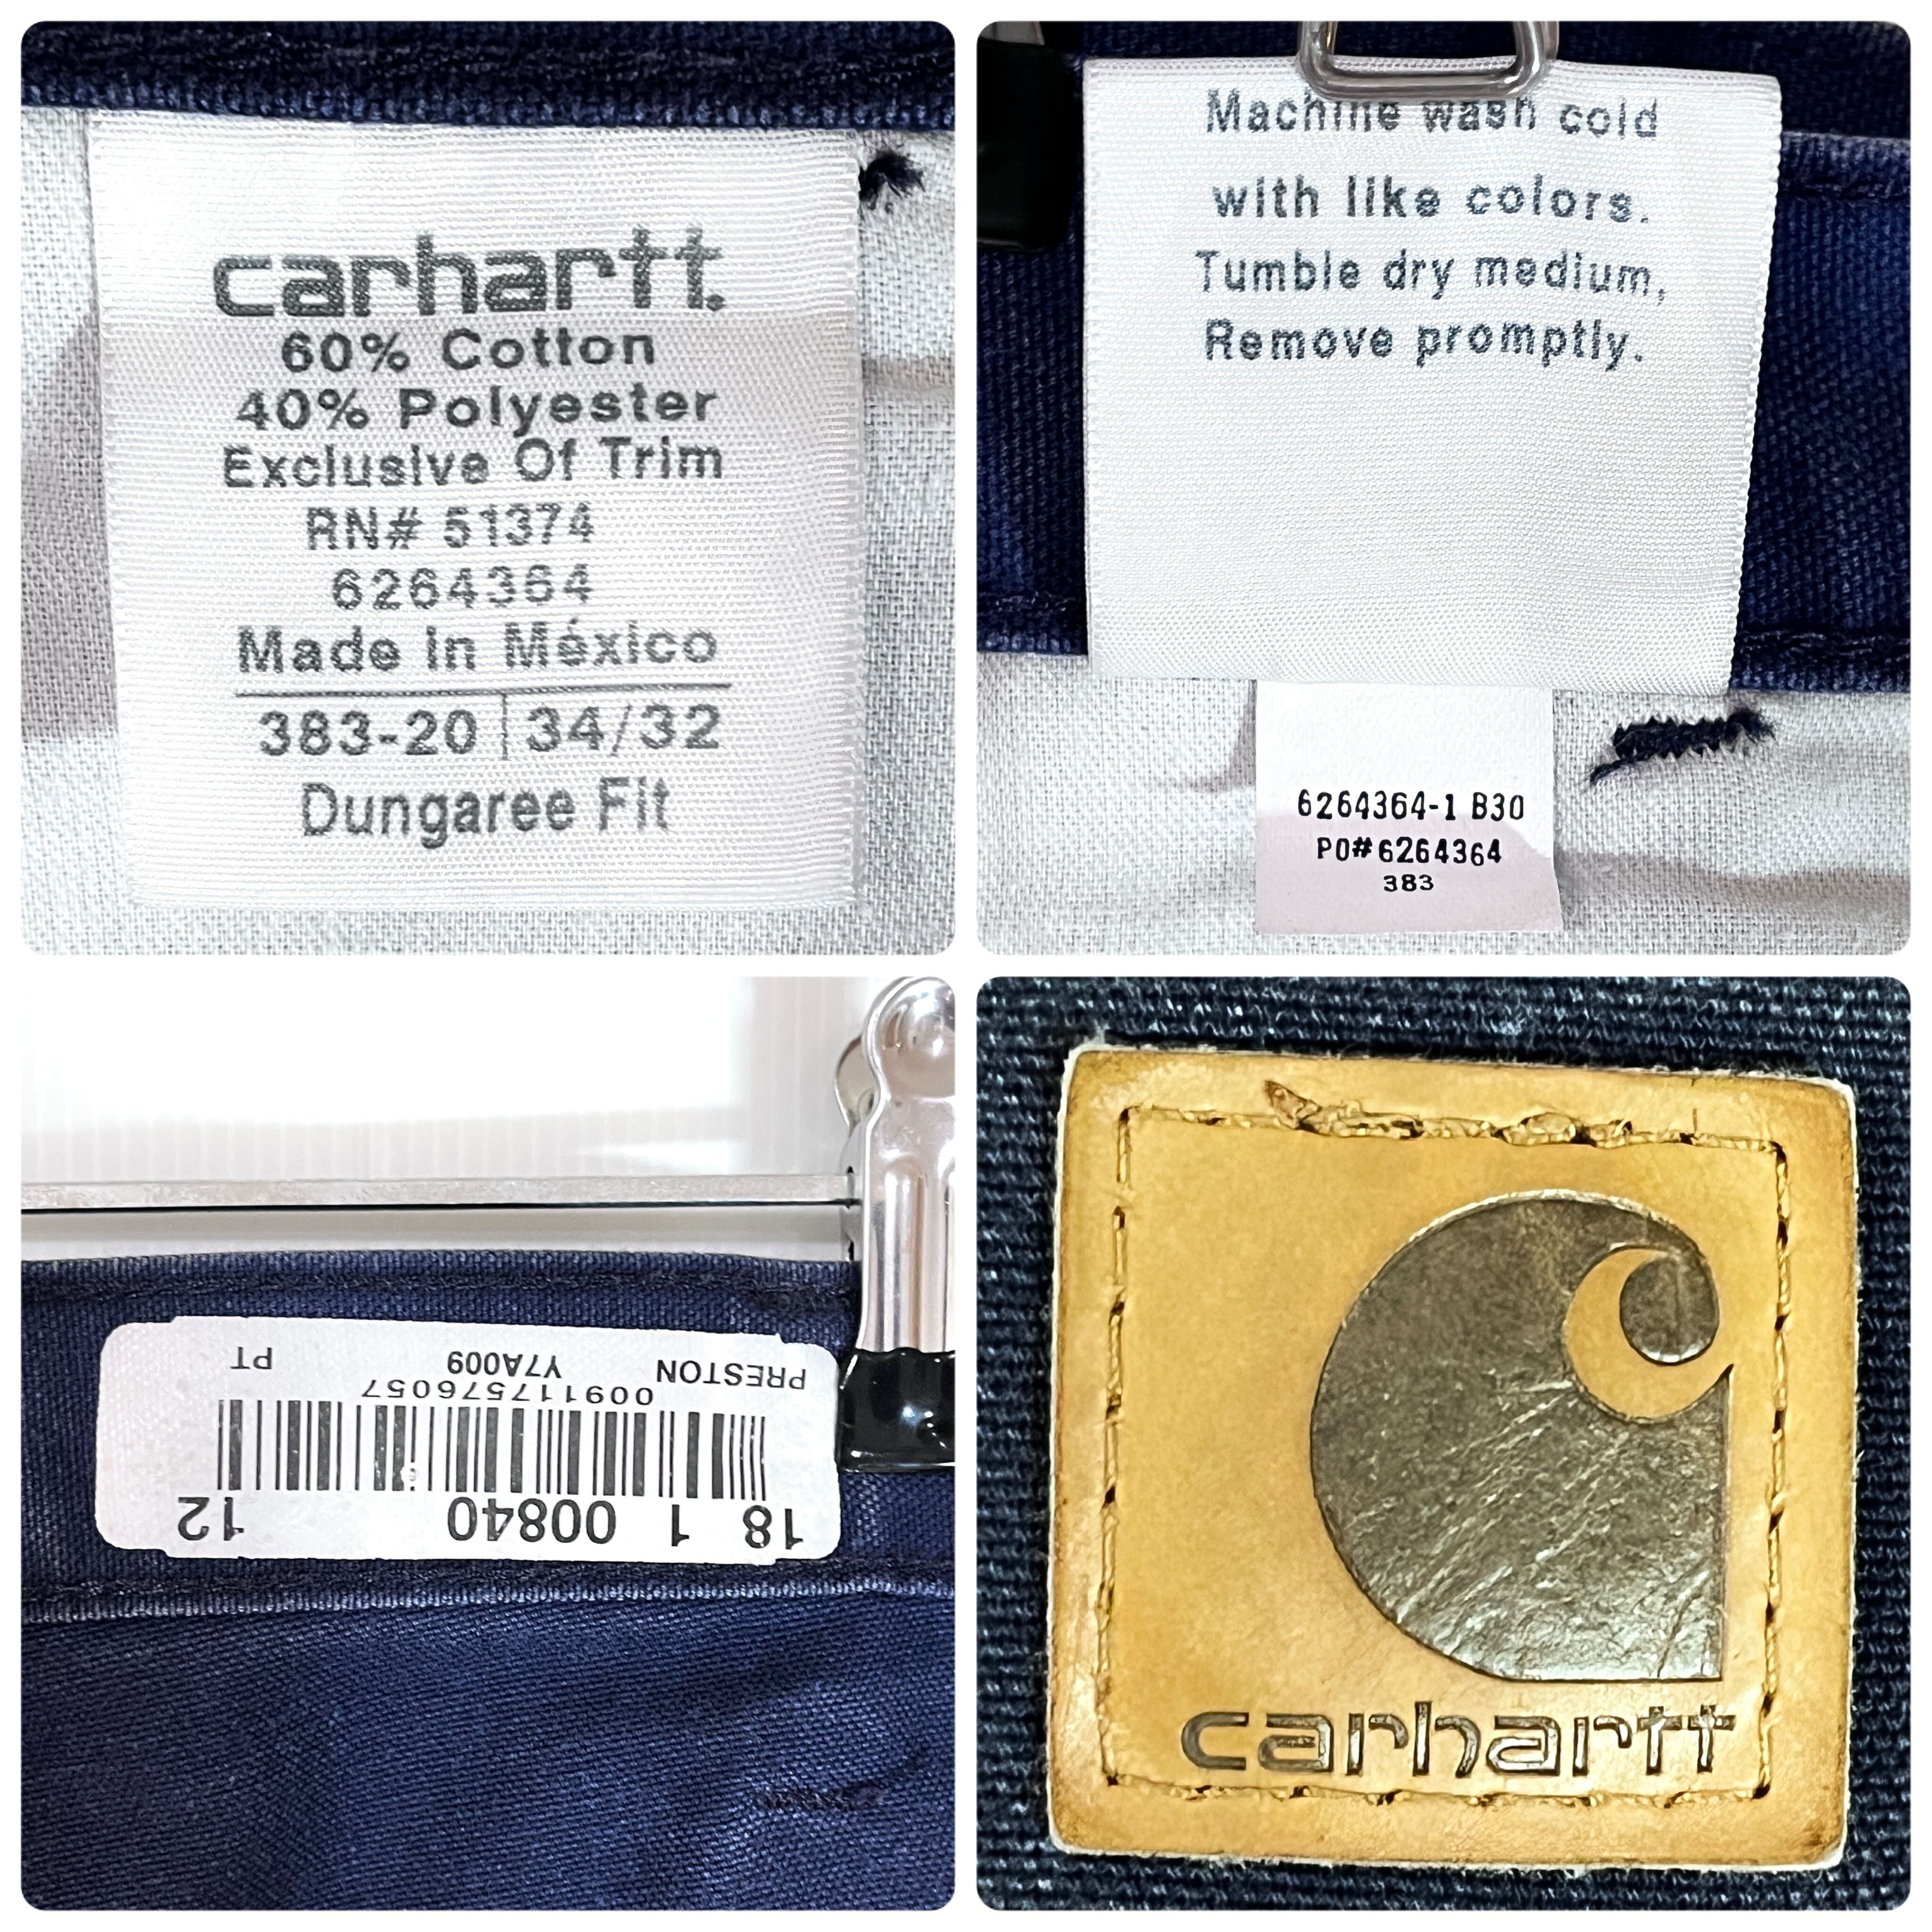 carhartt.
60% Cotton
40% Polyester
Exclusive Of Trim
RN# 51374
6264364
Made In México
383-20 | 34/32
Dungaree Fit
Machine wash cold
with like colors.
Tumble dry medium,
Remove promptly.
6264364-1 B30
PO#6264364
383
18 1 00840 12
009117576057
PRESTON Y7A009 PT
carhartt